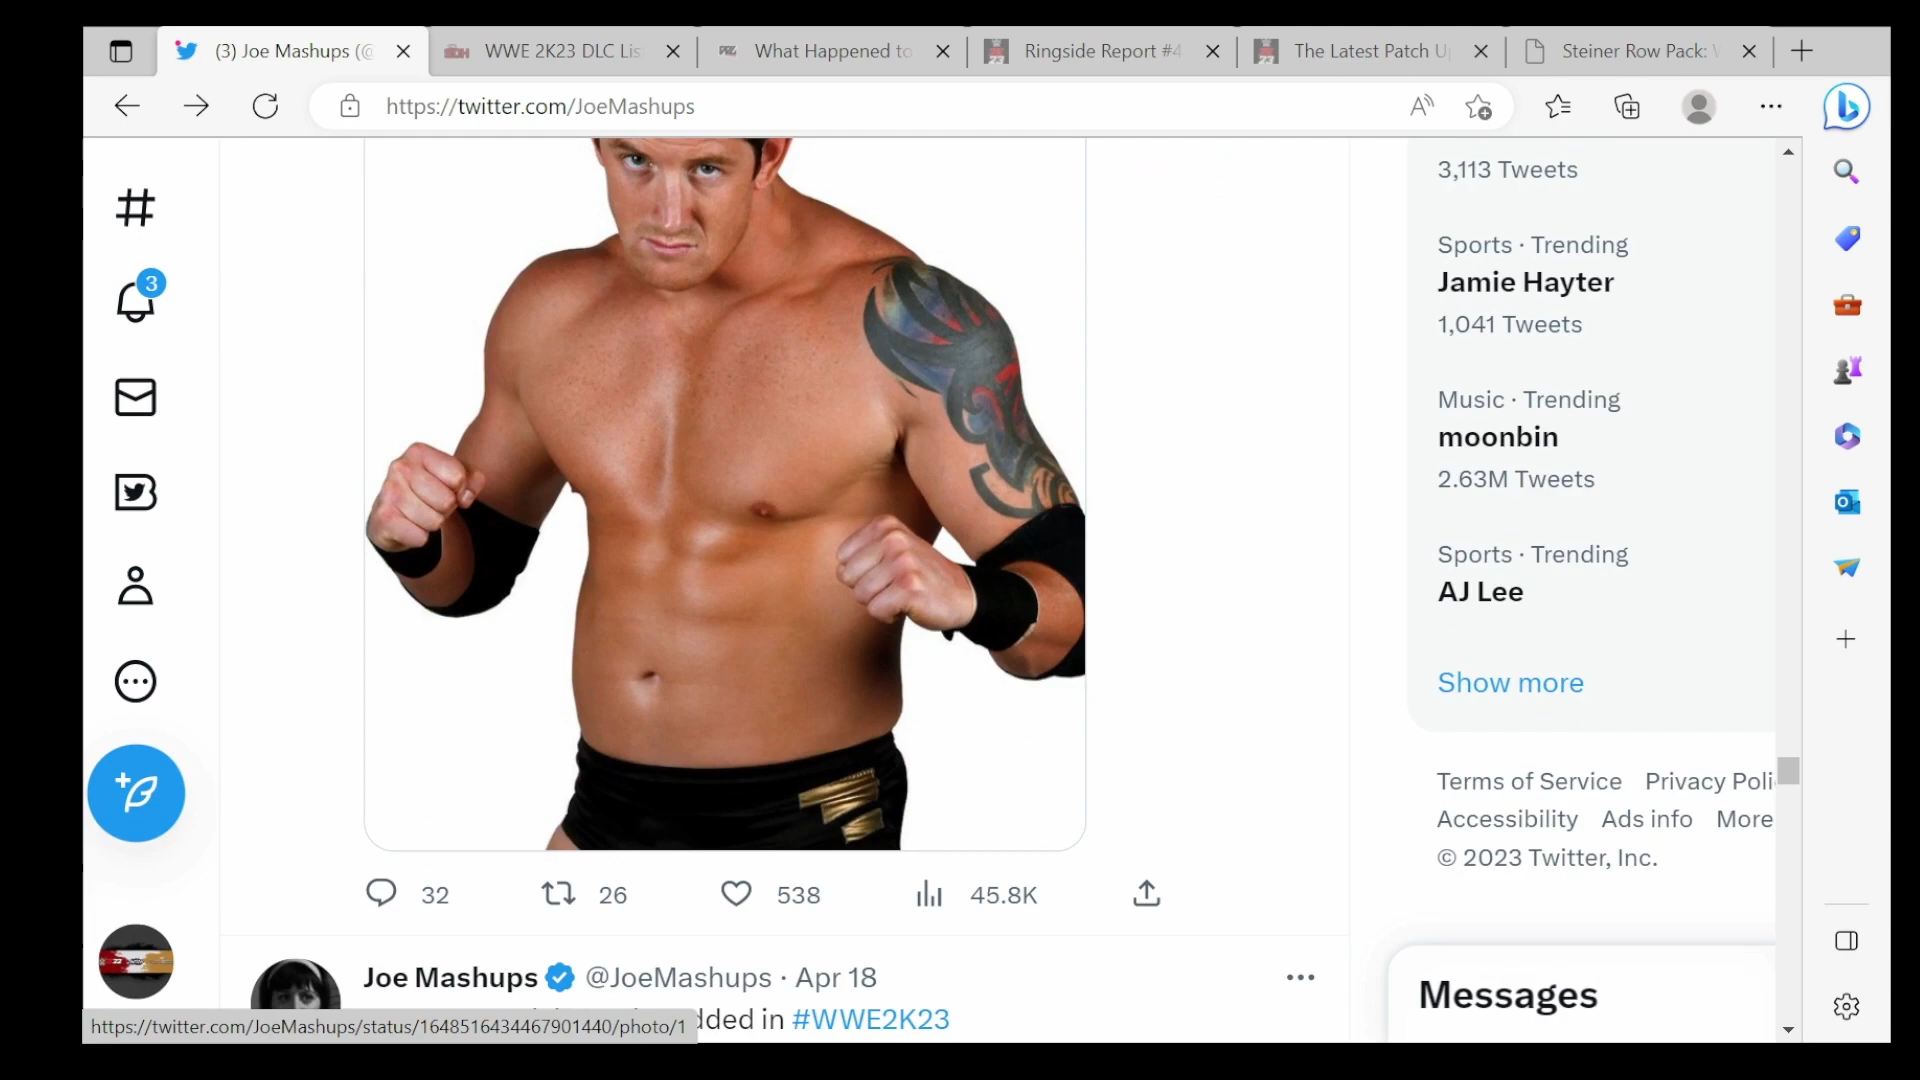 (3) Joe Mashups (@
WWE 2K23 DLC Lis
What Happened to
Ringside Report #4
The Latest Patch U
Steiner Row Pack:
https://twitter.com/JoeMashups
3
3,113 Tweets
Sports · Trending
Jamie Hayter
1,041 Tweets
Music · Trending
moonbin
2.63M Tweets
Sports · Trending
AJ Lee
Show more
Terms of Service Privacy Poli
Accessibility Ads info More
© 2023 Twitter, Inc.
32 26 538 45.8K
Joe Mashups @JoeMashups · Apr 18
dded in #WWE2K23
Messages
https://twitter.com/JoeMashups/status/1648516434467901440/photo/1